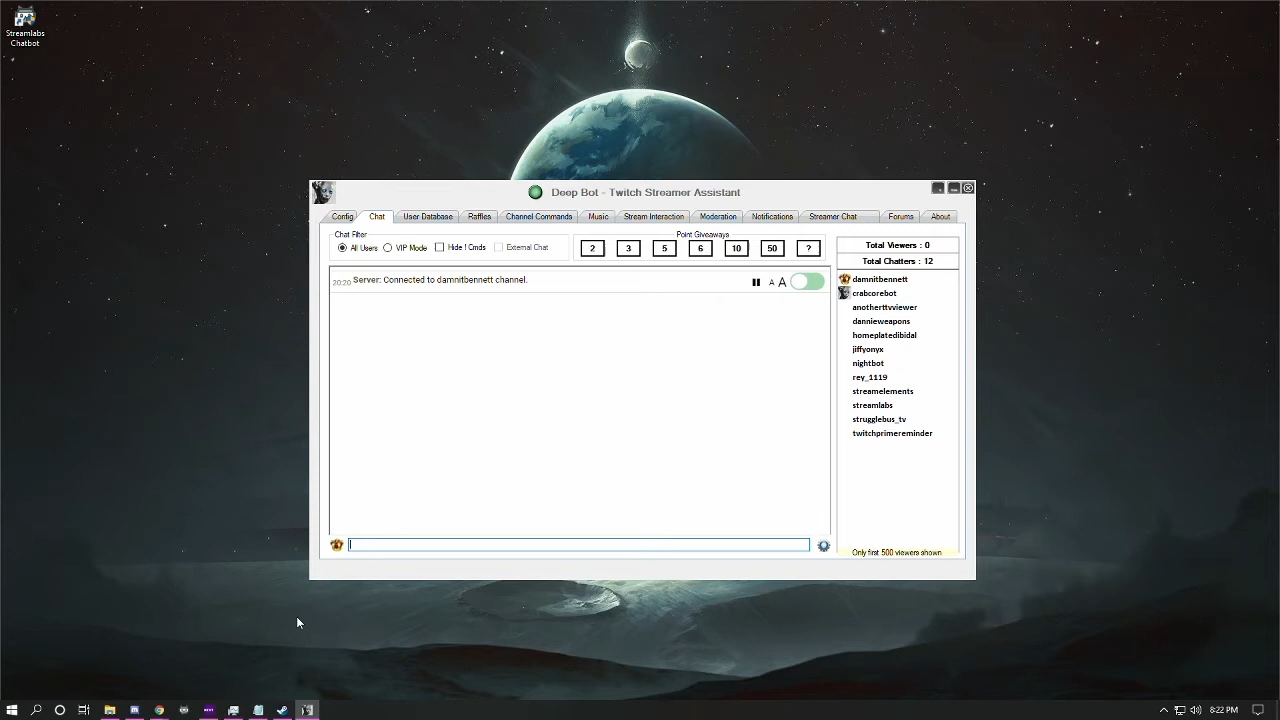 Streamlabs
Chatbot
Deep Bot - Twitch Streamer Assistant
Config Chat User Database Raffles Channel Commands Music Stream Interaction Moderation Notifications Streamer Chat Forums About
Chat Filter
All Users VIP Mode Hide ! Cmds External Chat
Point Giveaways
2 3 5 6 10 50 ?
Total Viewers : 0
Total Chatters : 12
20:20 Server: Connected to damnitbennett channel.
A A
damnitbennett
crabcorebot
anotherttvviewer
dannieweapons
homeplatedibidal
jiffyonyx
nightbot
rey_1119
streamelements
streamlabs
strugglebus_tv
twitchprimereminder
Only first 500 viewers shown
8:22 PM